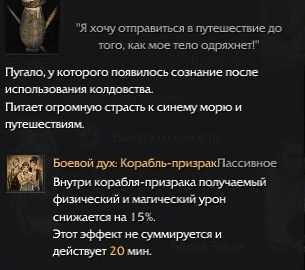 "Я хочу отправиться в путешествие до
того, как мое тело одряхнет!"
Пугало, у которого появилось сознание после
использования колдовства.
Питает огромную страсть к синему морю и
путешествиям.
Боевой дух: Корабль-призракПассивное
Внутри корабля-призрака получаемый
физический и магический урон
снижается на 15%.
Этот эффект не суммируется и
действует 20 мин.